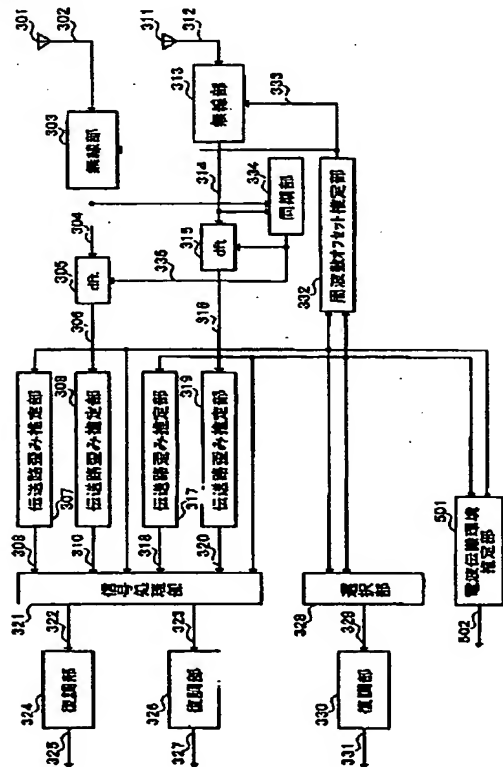 301
302
303
無線部
304
305
dft
306
307
伝送路歪み推定部
308
伝送路歪み推定部
308
310
311
312
313
無線部
333
314
334
同期部
315
dft
335
316
317
伝送路歪み推定部
318
319
伝送路歪み推定部
320
321
信号処理部
322
323
324
復調部
325
326
復調部
327
332
周波数オフセット推定部
328
選択部
329
330
復調部
331
501
電波伝搬環境
推定部
502